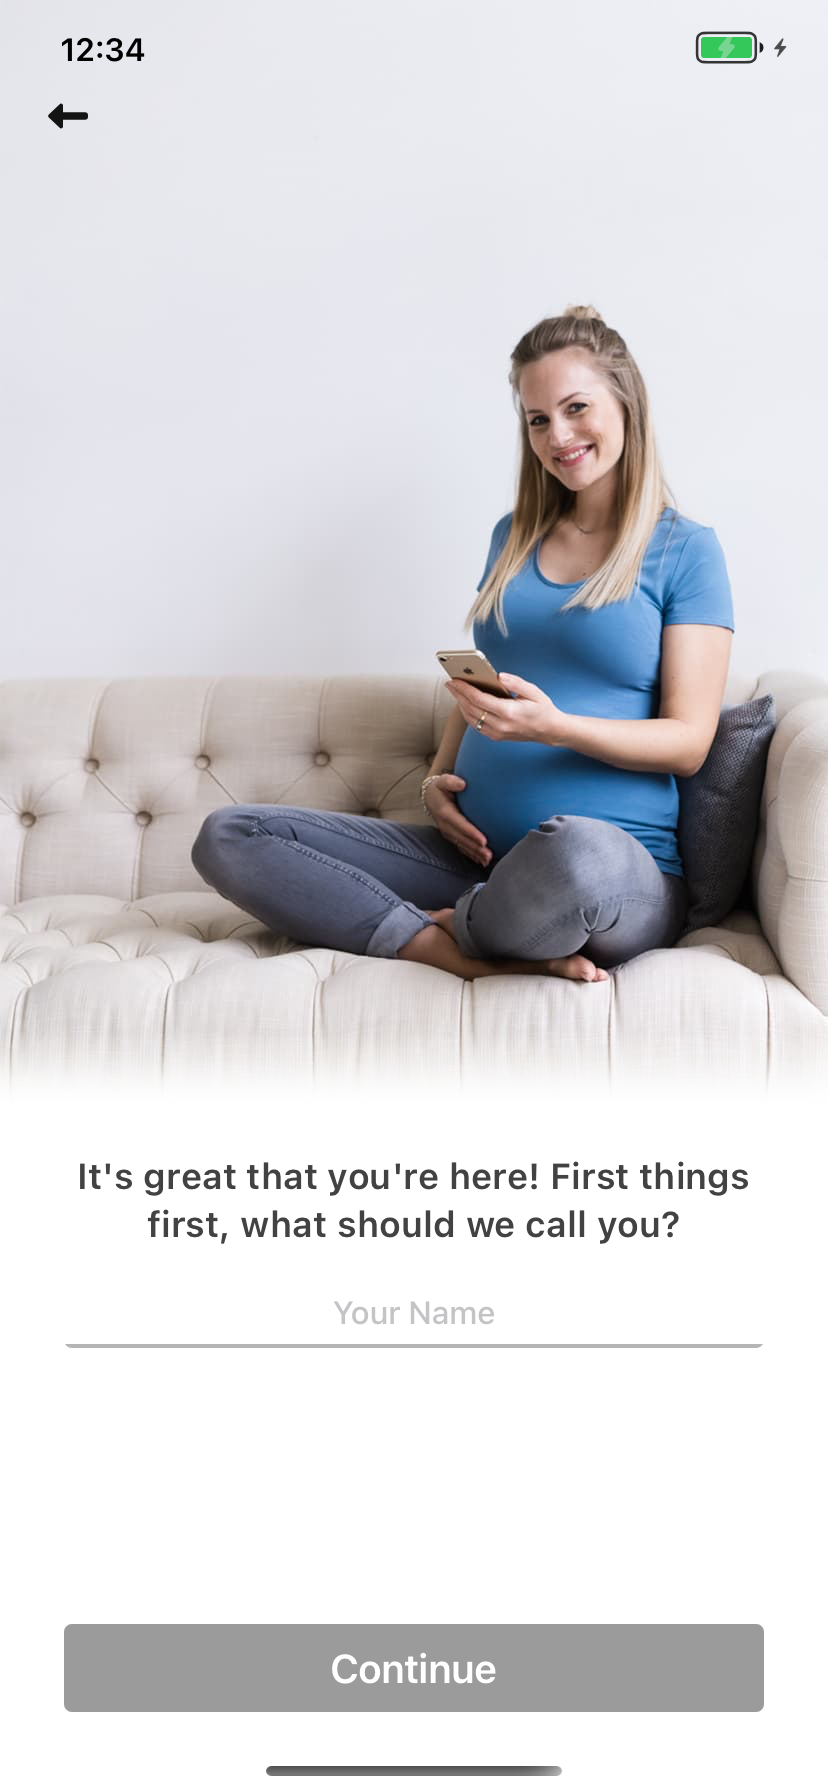 12:34
It's great that you're here! First things
first, what should we call you?
Your Name
Continue